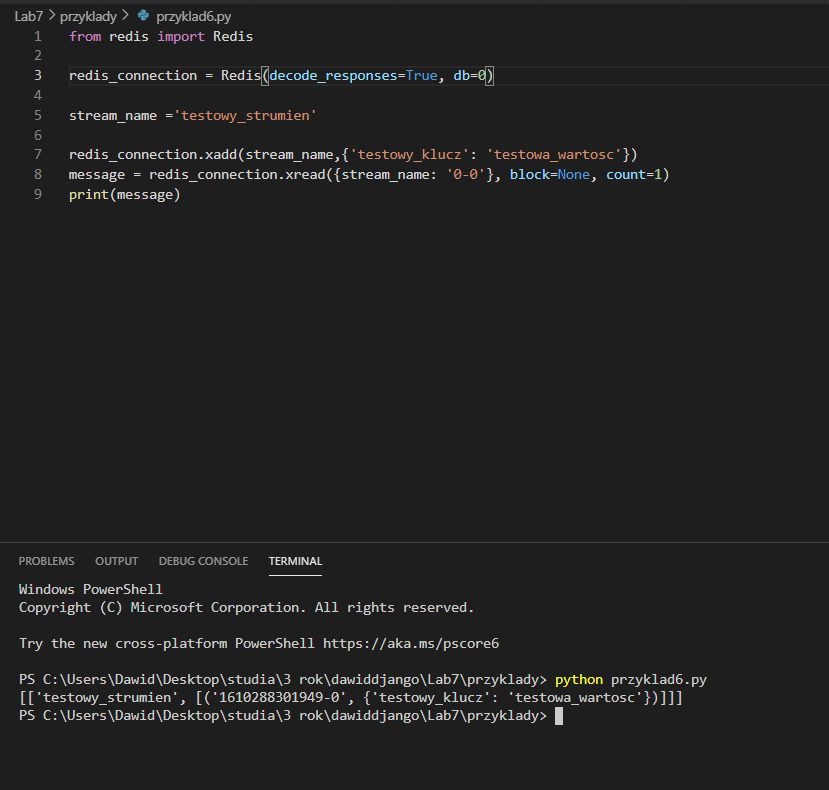 Lab7 > przyklady > przyklad6.py
1 from redis import Redis
2
3 redis_connection = Redis(decode_responses=True, db=0)
4
5 stream_name ='testowy_strumien'
6
7 redis_connection.xadd(stream_name,{'testowy_klucz': 'testowa_wartosc'})
8 message = redis_connection.xread({stream_name: '0-0'}, block=None, count=1)
9 print(message)
PROBLEMS OUTPUT DEBUG CONSOLE TERMINAL
Windows PowerShell
Copyright (C) Microsoft Corporation. All rights reserved.
Try the new cross-platform PowerShell https://aka.ms/pscore6
PS C:\Users\Dawid\Desktop\studia\3 rok\dawiddjango\Lab7\przyklady> python przyklad6.py
[['testowy_strumien', [('1610288301949-0', {'testowy_klucz': 'testowa_wartosc'})]]]
PS C:\Users\Dawid\Desktop\studia\3 rok\dawiddjango\Lab7\przyklady>